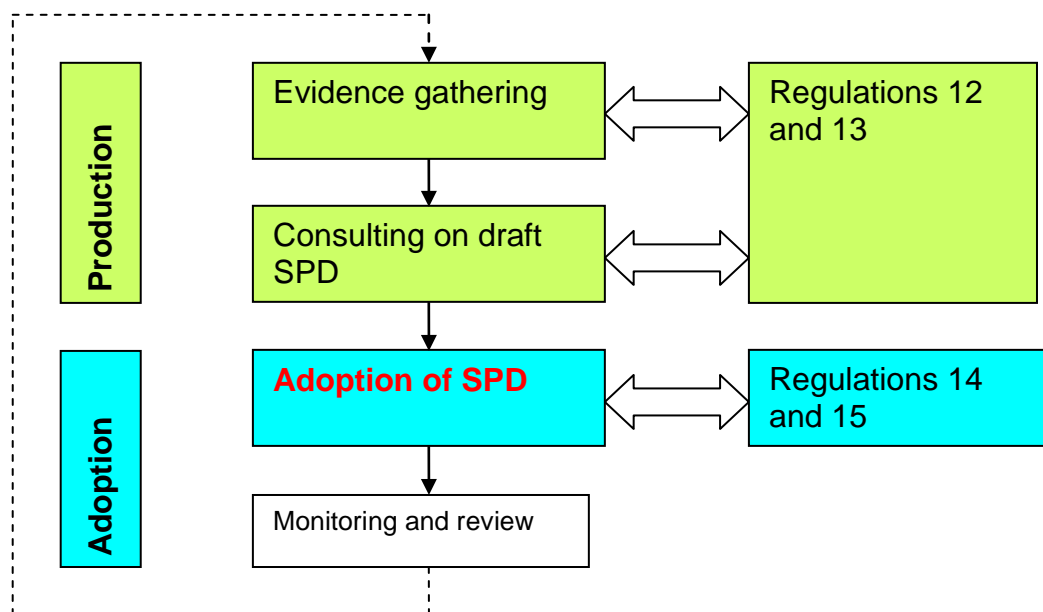 Production
Evidence gathering
Regulations 12
and 13
Consulting on draft
SPD
Adoption
Adoption of SPD
Regulations 14
and 15
Monitoring and review